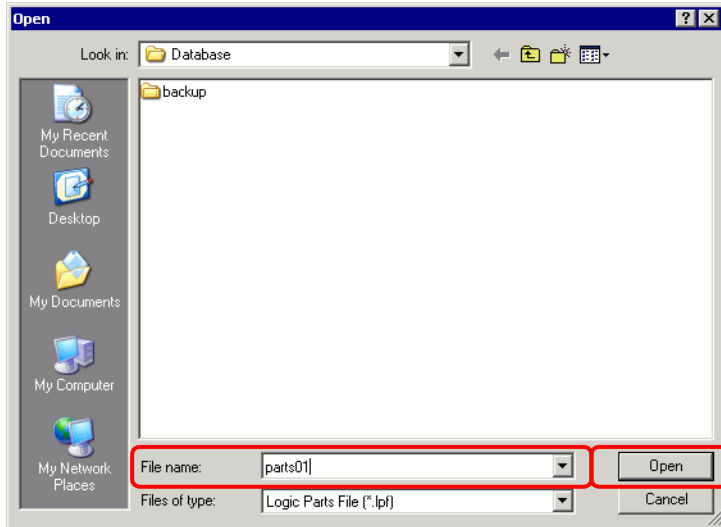 Open
Look in:
Database
backup
My Recent
Documents
Desktop
My Documents
My Computer
My Network
Places
File name:
parts01
Open
Files of type:
Logic Parts File (*.lpf)
Cancel